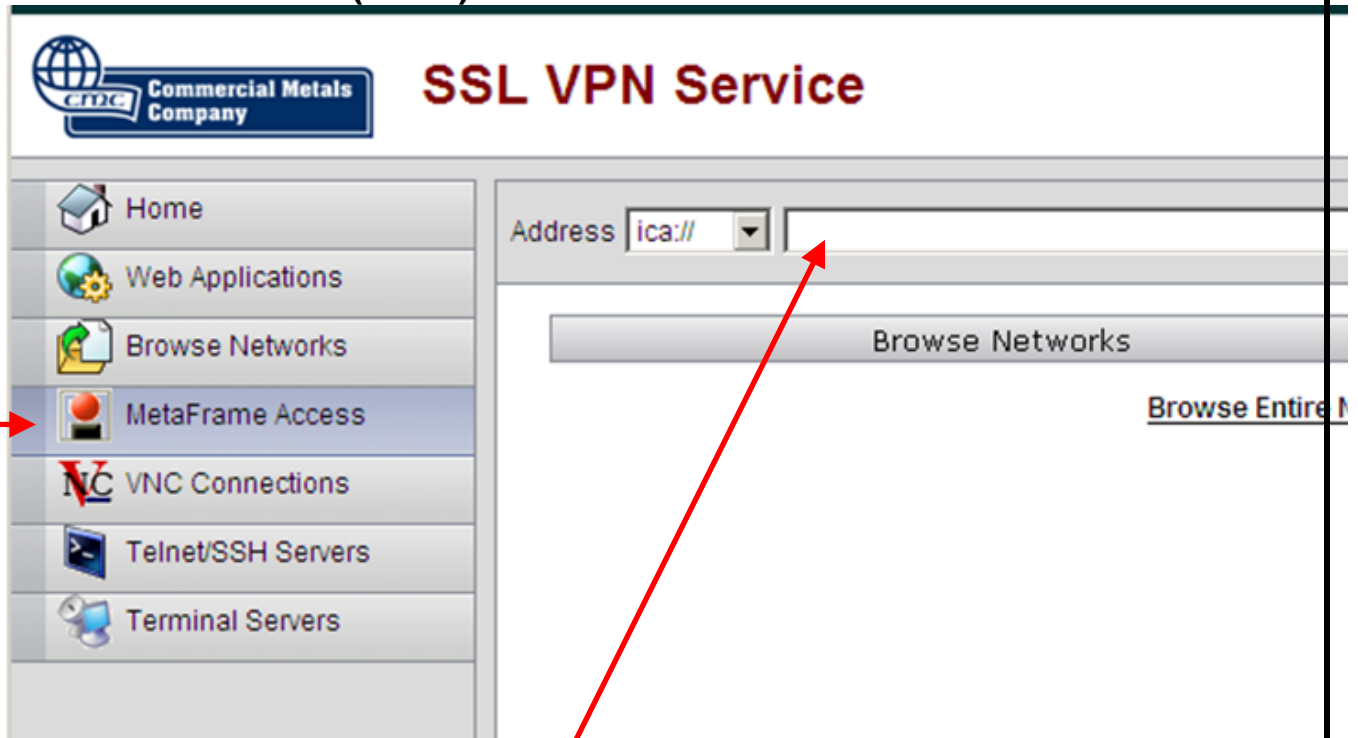 cmc Commercial Metals
Company
SSL VPN Service
Home
Web Applications
Browse Networks
MetaFrame Access
VNC Connections
Telnet/SSH Servers
Terminal Servers
Address ica://
Browse Networks
Browse Entire